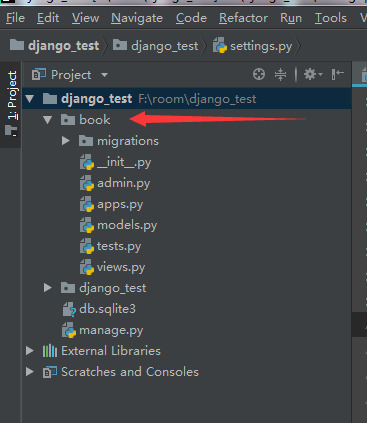 File Edit View Navigate Code Refactor Run Tools
django_test django_test settings.py
1: Project
Project
django_test F:\room\django_test
book
migrations
__init__.py
admin.py
apps.py
models.py
tests.py
views.py
django_test
db.sqlite3
manage.py
External Libraries
Scratches and Consoles